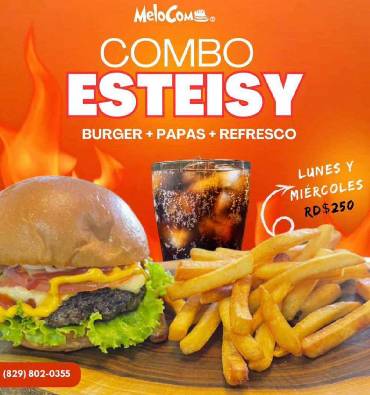 MeloCome
COMBO
ESTEISY
BURGER + PAPAS + REFRESCO
LUNES Y
MIÉRCOLES
RD$250
(829) 802-0355